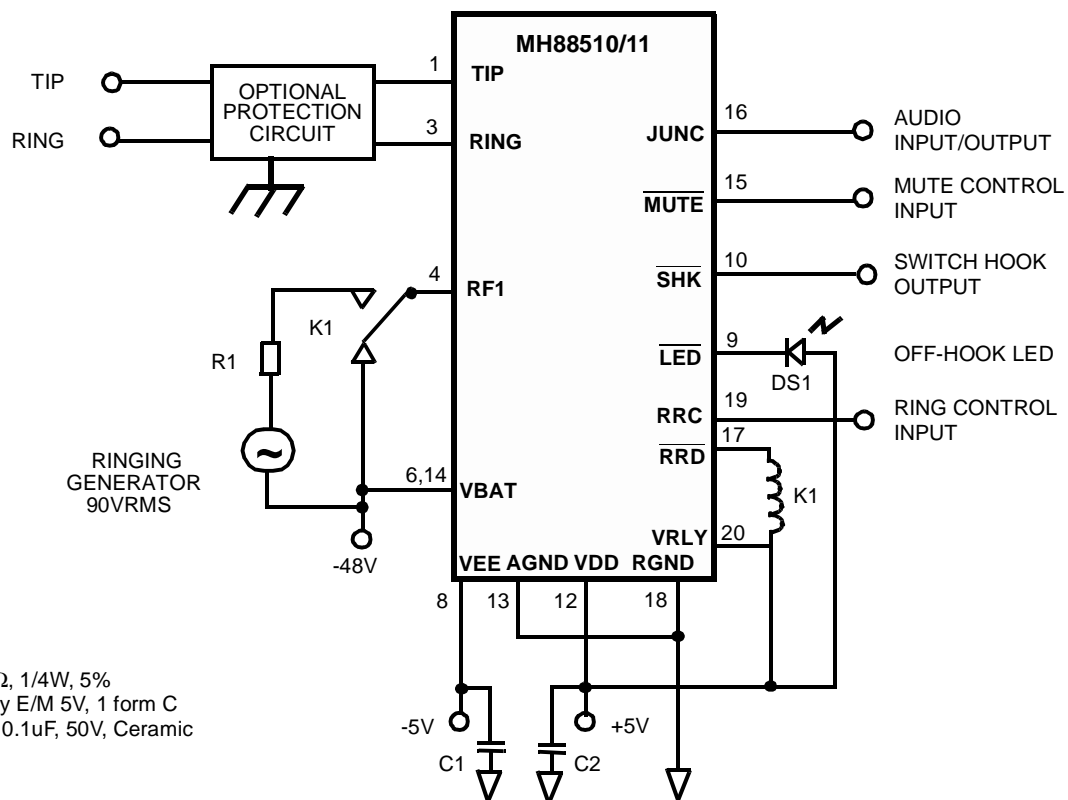 MH88510/11
TIP
RING
OPTIONAL
PROTECTION
CIRCUIT
1
TIP
3
RING
JUNC
16
AUDIO
INPUT/OUTPUT
MUTE
15
MUTE CONTROL
INPUT
4
RF1
K1
R1
SHK
10
SWITCH HOOK
OUTPUT
LED
9
DS1
OFF-HOOK LED
RRC
19
RING CONTROL
INPUT
RRD
17
K1
RINGING
GENERATOR
90VRMS
~
6,14
VBAT
-48V
VRLY
20
VEE AGND VDD RGND
8
13
12
18
Ω, 1/4W, 5%
y E/M 5V, 1 form C
0.1uF, 50V, Ceramic
-5V
C1
C2
+5V